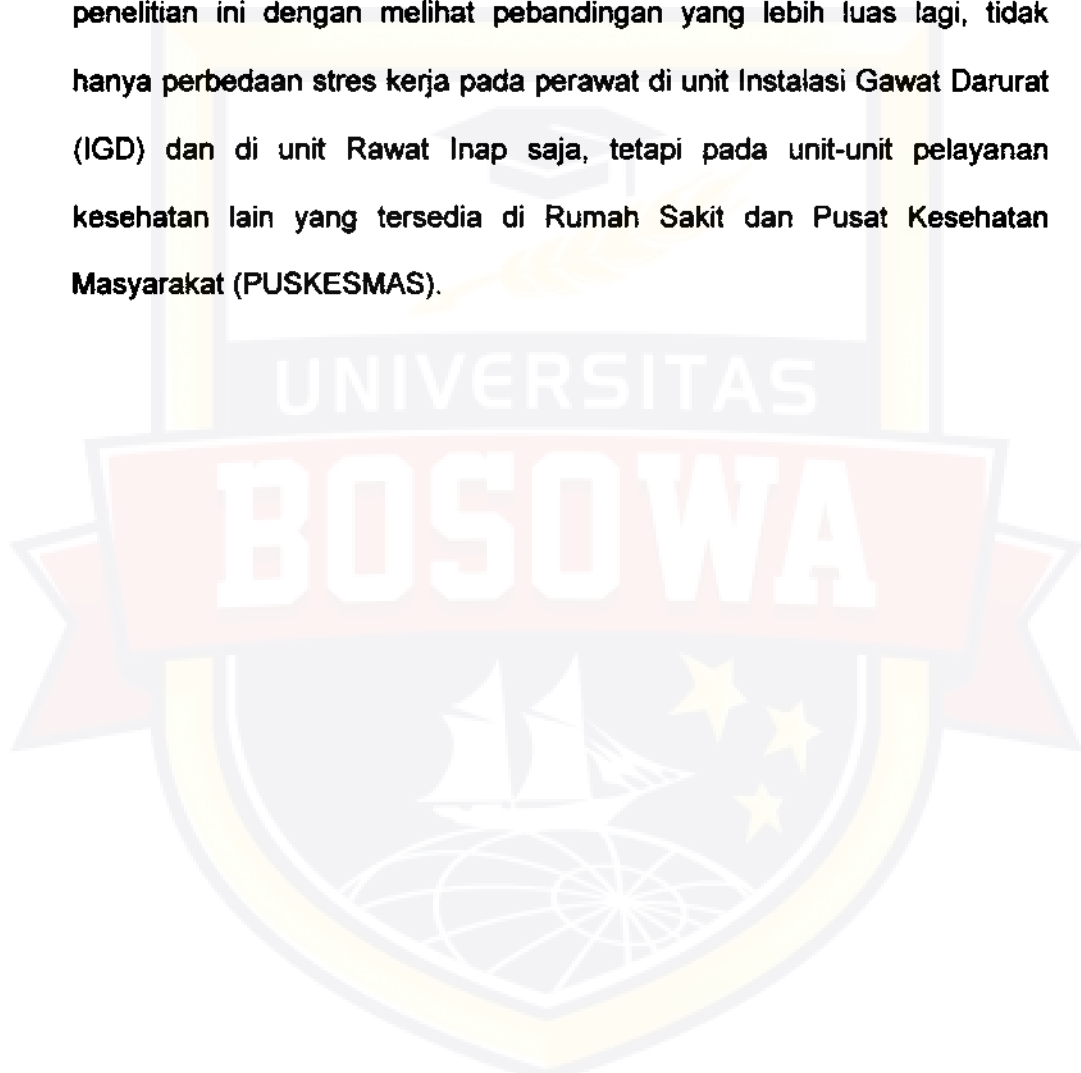 penelitian ini dengan melihat pebandingan yang lebih luas lagi, tidak
hanya perbedaan stres kerja pada perawat di unit Instalasi Gawat Darurat
(IGD) dan di unit Rawat Inap saja, tetapi pada unit-unit pelayanan
kesehatan lain yang tersedia di Rumah Sakit dan Pusat Kesehatan
Masyarakat (PUSKESMAS).
UNIVERSITAS
BOSOWA